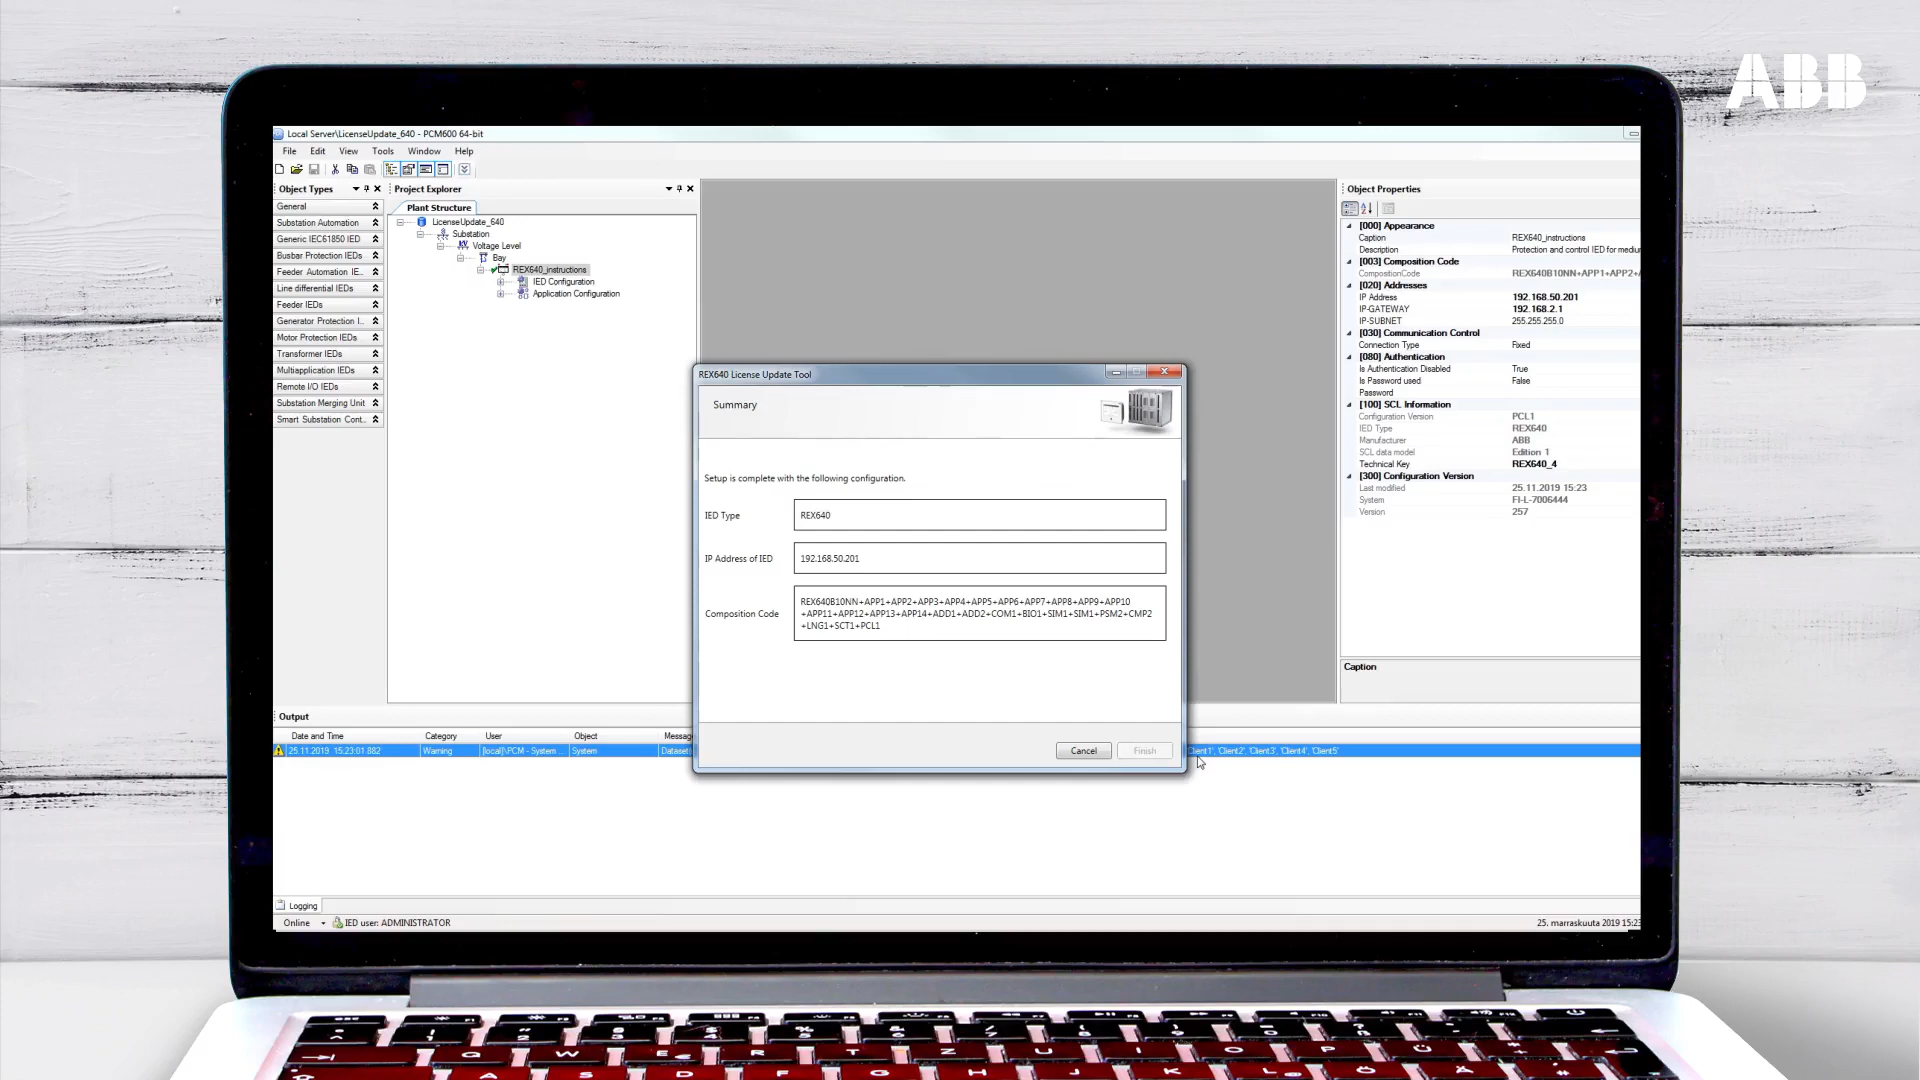 ABB
Local Server\LicenseUpdate_640 - PCM600 64-bit
File Edit View Tools Window Help
Object Types
General
Substation Automation
Generic IEC61850 IED
Busbar Protection IEDs
Feeder Automation IE...
Line differential IEDs
Feeder IEDs
Generator Protection I...
Motor Protection IEDs
Transformer IEDs
Multiapplication IEDs
Remote I/O IEDs
Substation Merging Unit
Smart Substation Cont...
Project Explorer
Plant Structure
LicenseUpdate_640
Substation
Voltage Level
Bay
REX640_instructions
IED Configuration
Application Configuration
REX640 License Update Tool
Summary
Setup is complete with the following configuration.
IED Type REX640
IP Address of IED 192.168.50.201
Composition Code
REX640B10NN+APP1+APP2+APP3+APP4+APP5+APP6+APP7+APP8+APP9+APP10
+APP11+APP12+APP13+APP14+ADD1+ADD2+COM1+BIO1+SIM1+SIM1+PSM2+CMP2
+LNG1+SCT1+PCL1
Cancel Finish
Object Properties
[000] Appearance
Caption REX640_instructions
Description Protection and control IED for medium
[003] Composition Code
CompositionCode REX640B10NN+APP1+APP2+
[020] Addresses
IP Address 192.168.50.201
IP-GATEWAY 192.168.2.1
IP-SUBNET 255.255.255.0
[030] Communication Control
Connection Type Fixed
[080] Authentication
Is Authentication Disabled True
Is Password used False
Password
[100] SCL Information
Configuration Version PCL1
IED Type REX640
Manufacturer ABB
SCL data model Edition 1
Technical Key REX640_4
[300] Configuration Version
Last modified 25.11.2019 15:23
System FI-L-7006444
Version 257
Caption
Output
Date and Time Category User Object Message
25.11.2019 15:23:01.882 Warning [local]\PCM - System ... System Dataset 'Client1', 'Client2', 'Client3', 'Client4', 'Client5'
Logging
Online IED user: ADMINISTRATOR
25. marraskuuta 2019 15:23
Q W E € R T Z U I O P Ü
A S D F G H J K L Ö Ä